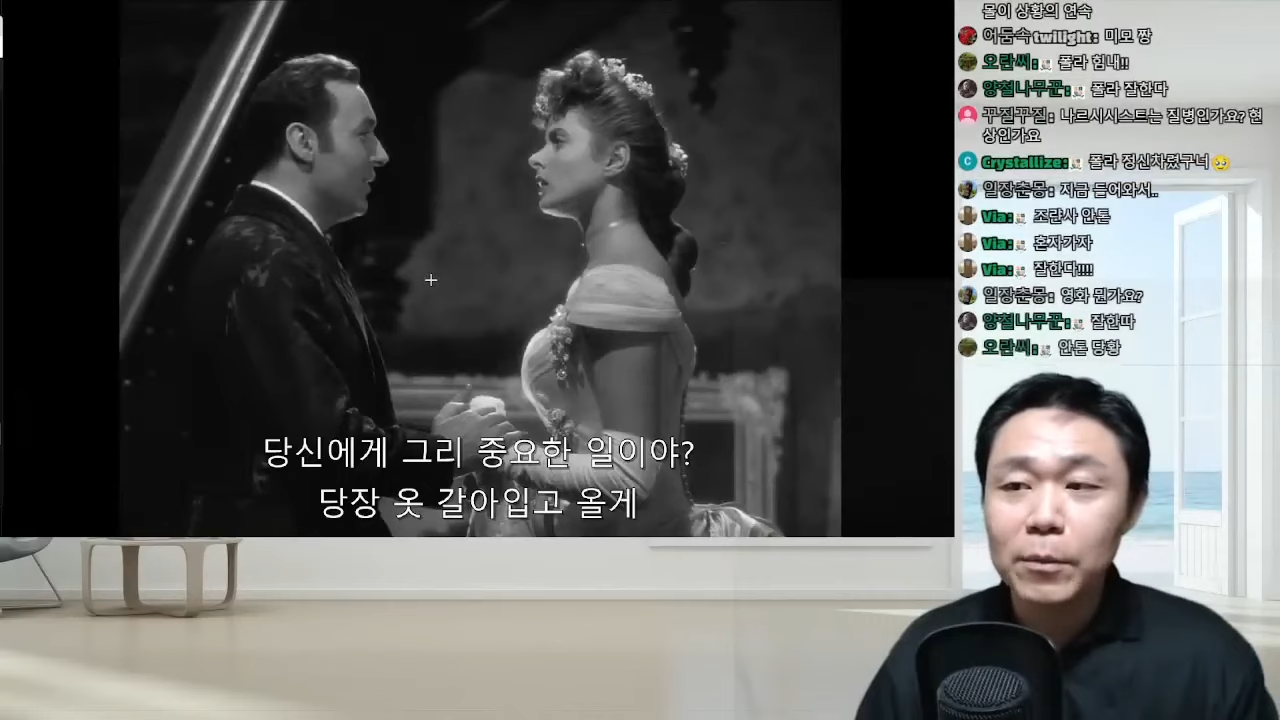 당신에게 그리 중요한 일이야?
당장 옷 갈아입고 올게
몰이 상황의 연속
어둠속twilight: 미모 짱
오란씨: 폴라 힘내!!
양철나무꾼: 폴라 잘한다
꾸질꾸질: 나르시시스트는 질병인가요? 현
상인가요
C Crystallize: 폴라 정신차렸구너
일장춘몽: 지금 들어와서..
Via: 조랸사 안톤
Via: 혼자가자
Via: 잘한다!!!!
일장춘몽: 영화 뭔가요?
양철나무꾼: 잘한따
오란씨: 안톤 당황